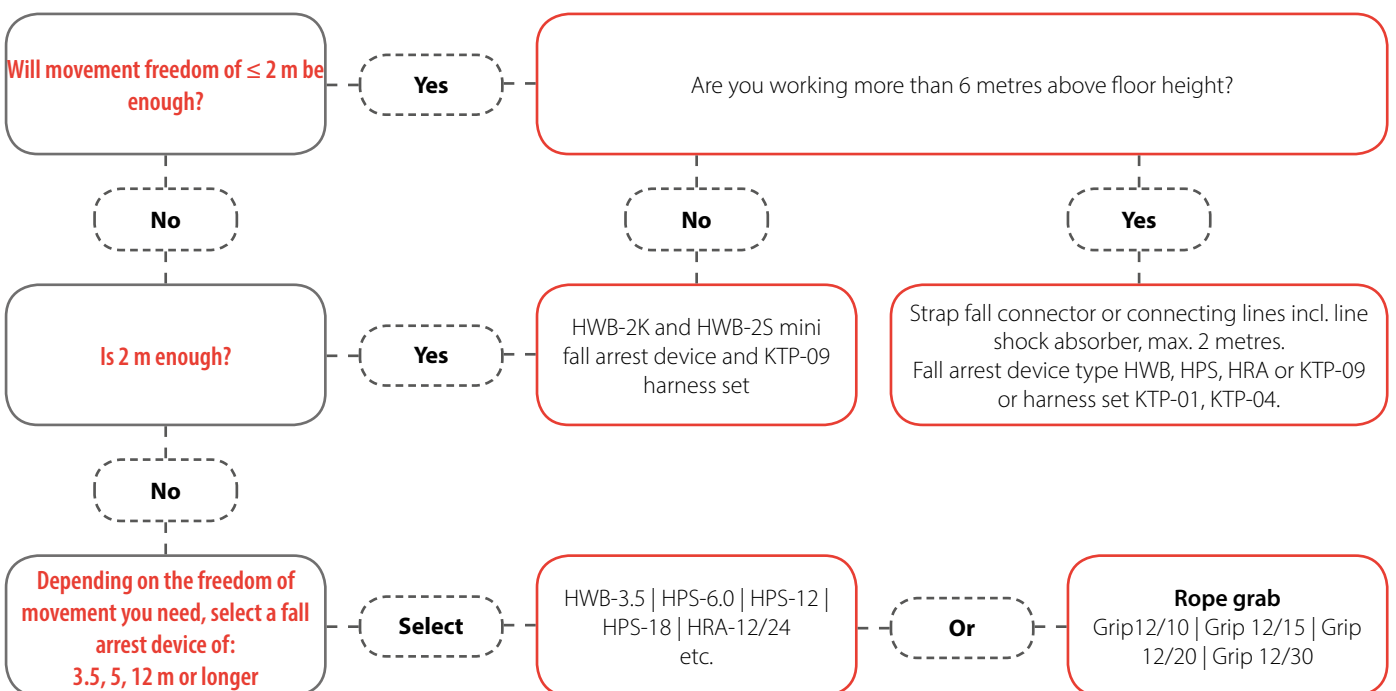 Will movement freedom of ≤ 2 m be
enough?
Yes
Are you working more than 6 metres above floor height?
No
No
Yes
Is 2 m enough?
Yes
HWB-2K and HWB-2S mini
fall arrest device and KTP-09
harness set
Strap fall connector or connecting lines incl. line
shock absorber, max. 2 metres.
Fall arrest device type HWB, HPS, HRA or KTP-09
or harness set KTP-01, KTP-04.
No
Depending on the freedom of
movement you need, select a fall
arrest device of:
3.5, 5, 12 m or longer
Select
HWB-3.5 | HPS-6.0 | HPS-12 |
HPS-18 | HRA-12/24
etc.
Or
Rope grab
Grip12/10 | Grip 12/15 | Grip
12/20 | Grip 12/30